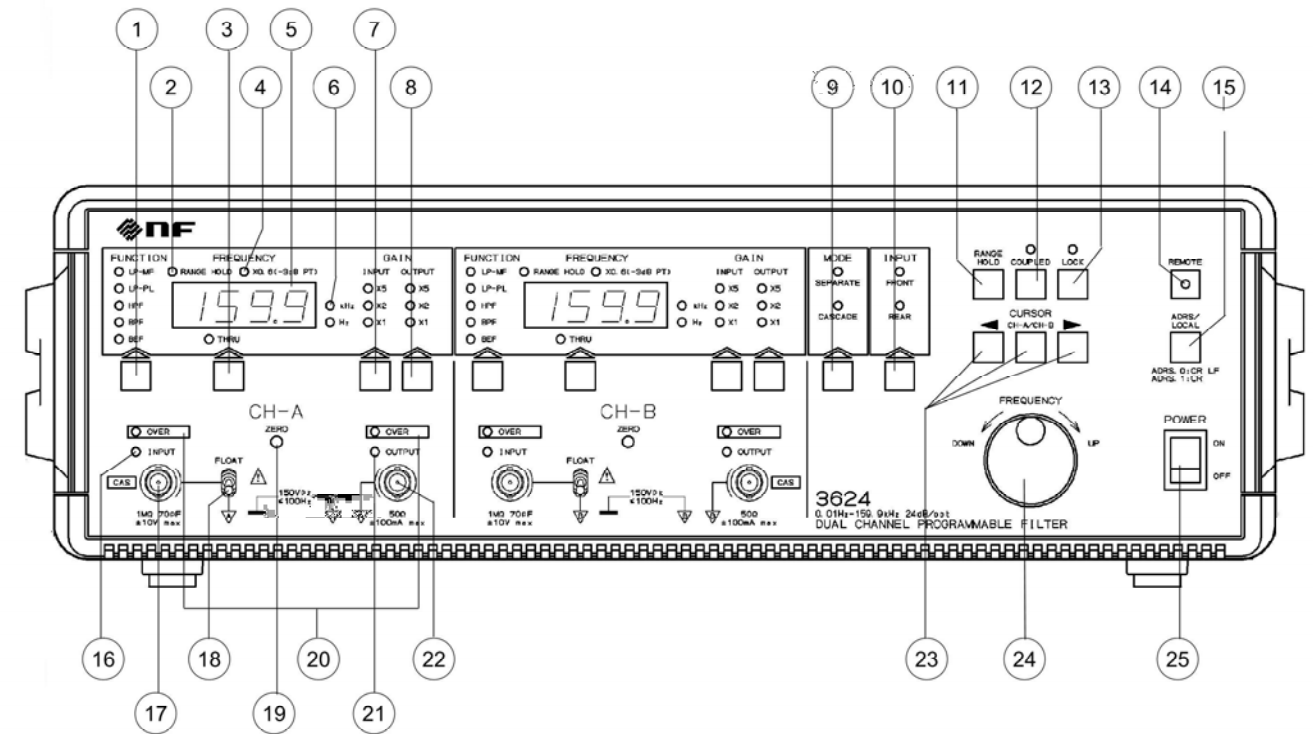 1 3 5 7
2 4 6 8 9 10 11 12 13 14 15
nF
FUNCTION FREQUENCY GAIN
LP-MF RANGE HOLD X0.6(-3dB PT) INPUT OUTPUT
LP-PL 159.9 X5 X5
HPF kHz X2 X2
BPF Hz X1 X1
BEF THRU
FUNCTION FREQUENCY GAIN
LP-MF RANGE HOLD X0.6(-3dB PT) INPUT OUTPUT
LP-PL 159.9 X5 X5
HPF kHz X2 X2
BPF Hz X1 X1
BEF THRU
MODE INPUT
SEPARATE FRONT
CASCADE REAR
RANGE HOLD COUPLED LOCK REMOTE
CURSOR
◀ CH-A/CH-B ▶
ADRS/
LOCAL
ADRS. 0:CR LF
ADRS. 1:CR
CH-A
OVER ZERO OVER
INPUT FLOAT OUTPUT
CAS
150Vpk
≤100Hz
1MΩ 70pF 50Ω
±10V max ±100mA max
CH-B
OVER ZERO OVER
INPUT FLOAT OUTPUT
CAS
150Vpk
≤100Hz
1MΩ 70pF 50Ω
±10V max ±100mA max
FREQUENCY
DOWN UP
POWER
ON
OFF
3624
0.01Hz-159.9kHz 24dB/oct
DUAL CHANNEL PROGRAMMABLE FILTER
16 18 20 22 23 24 25
17 19 21